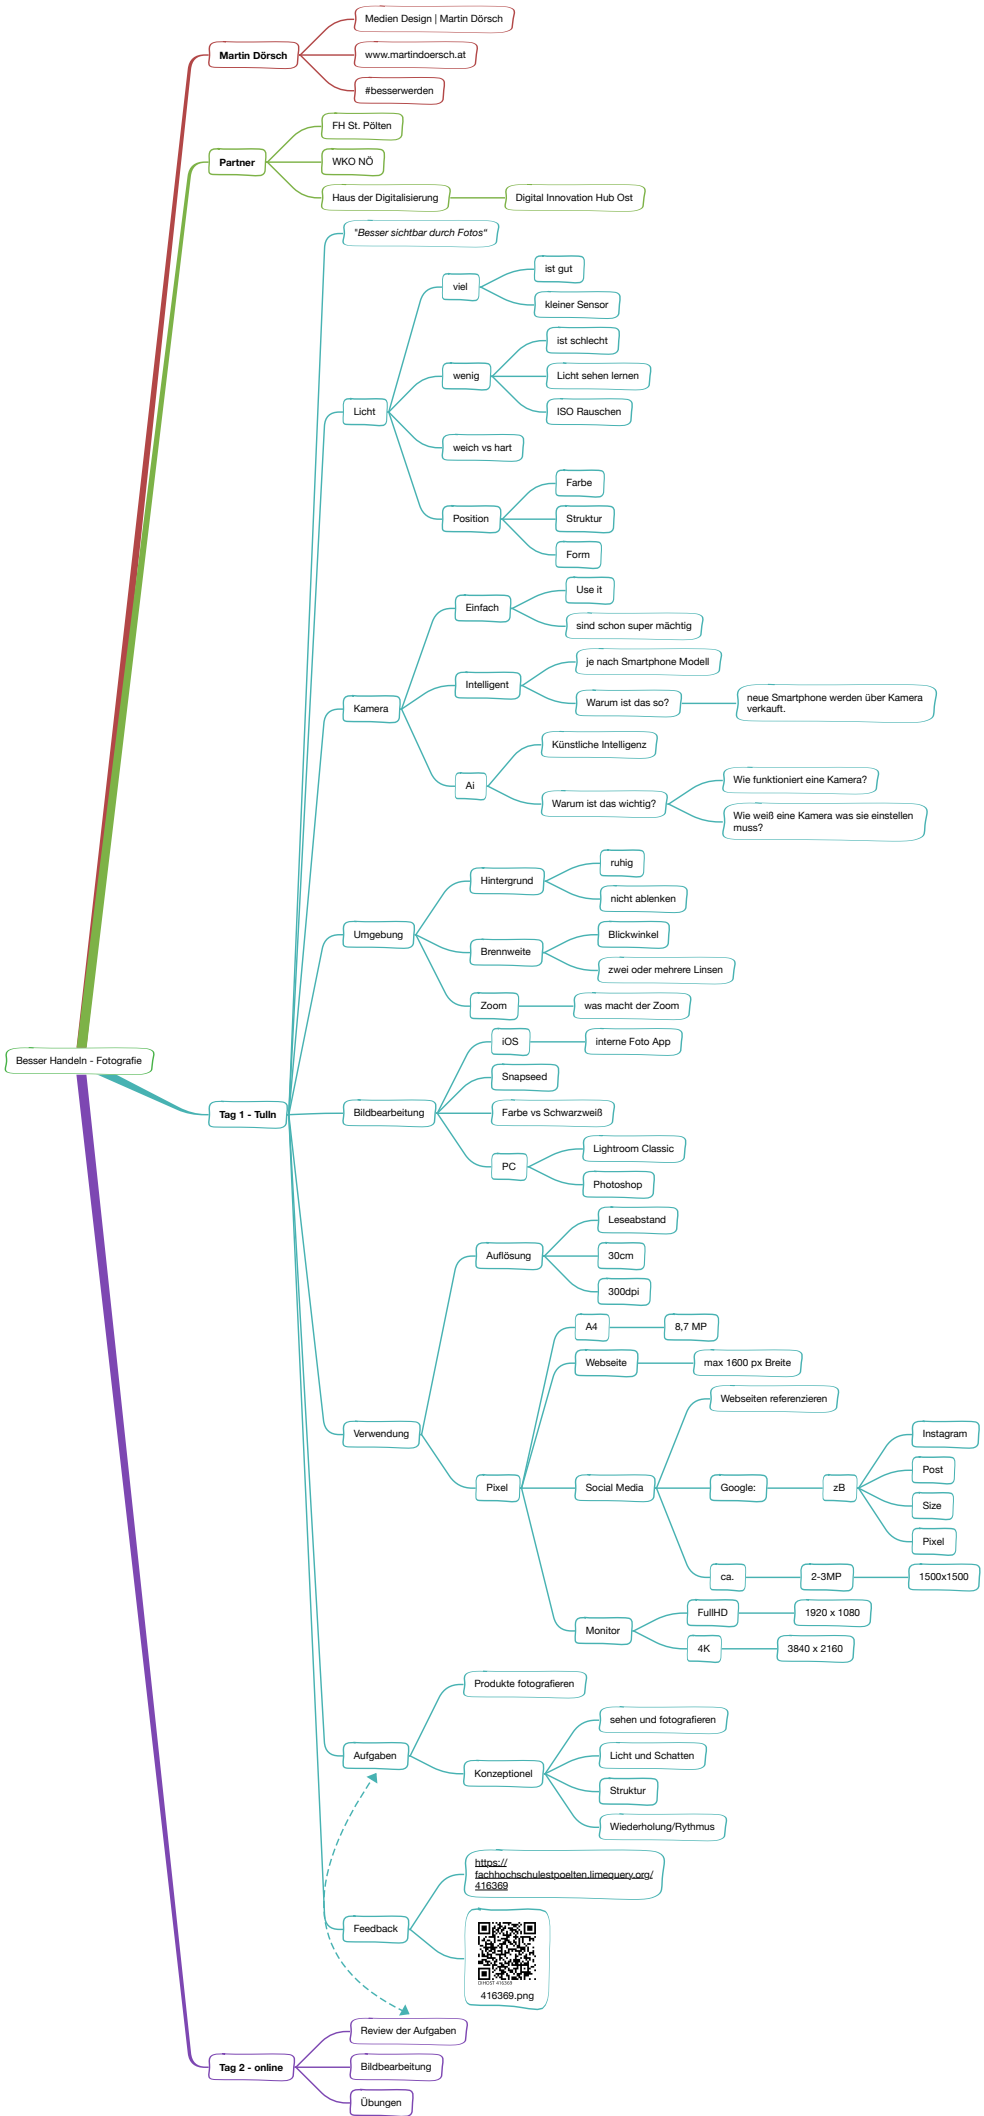 Medien Design | Martin Dörsch
Martin Dörsch
www.martindoersch.at
#besserwerden
FH St. Pölten
Partner
WKO NÖ
Haus der Digitalisierung
Digital Innovation Hub Ost
"Besser sichtbar durch Fotos"
ist gut
viel
kleiner Sensor
ist schlecht
wenig
Licht sehen lernen
Licht
ISO Rauschen
weich vs hart
Farbe
Position
Struktur
Form
Use it
Einfach
sind schon super mächtig
je nach Smartphone Modell
Intelligent
Warum ist das so?
neue Smartphone werden über Kamera
verkauft.
Kamera
Künstliche Intelligenz
Ai
Wie funktioniert eine Kamera?
Warum ist das wichtig?
Wie weiß eine Kamera was sie einstellen
muss?
ruhig
Hintergrund
nicht ablenken
Umgebung
Blickwinkel
Brennweite
zwei oder mehrere Linsen
Zoom
was macht der Zoom
iOS
interne Foto App
Besser Handeln - Fotografie
Snapseed
Tag 1 - Tulln
Bildbearbeitung
Farbe vs Schwarzweiß
Lightroom Classic
PC
Photoshop
Leseabstand
Auflösung
30cm
300dpi
A4
8,7 MP
Webseite
max 1600 px Breite
Webseiten referenzieren
Verwendung
Instagram
Post
Pixel
Social Media
Google:
zB
Size
Pixel
ca.
2-3MP
1500x1500
FullHD
1920 x 1080
Monitor
4K
3840 x 2160
Produkte fotografieren
sehen und fotografieren
Aufgaben
Licht und Schatten
Konzeptionel
Struktur
Wiederholung/Rythmus
https://
fachhochschulestpoelten.limequery.org/
416369
Feedback
DIHOST 416369
416369.png
Review der Aufgaben
Tag 2 - online
Bildbearbeitung
Übungen